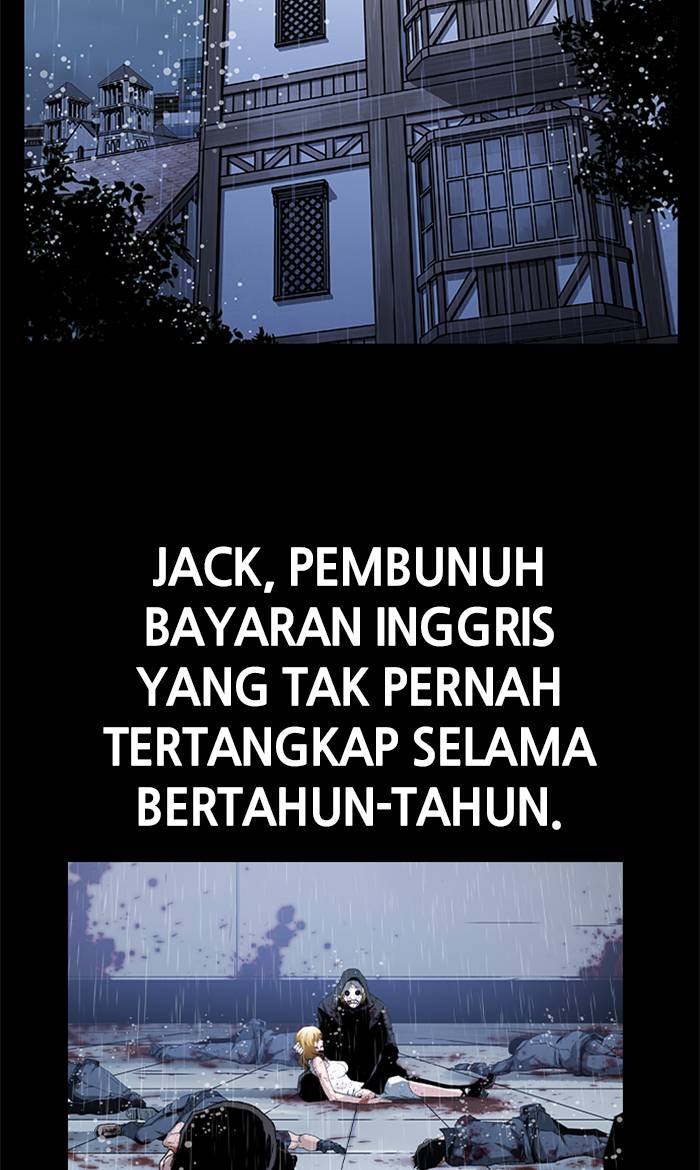 JACK, PEMBUNUH
BAYARAN INGGRIS
YANG TAK PERNAH
TERTANGKAP SELAMA
BERTAHUN-TAHUN.